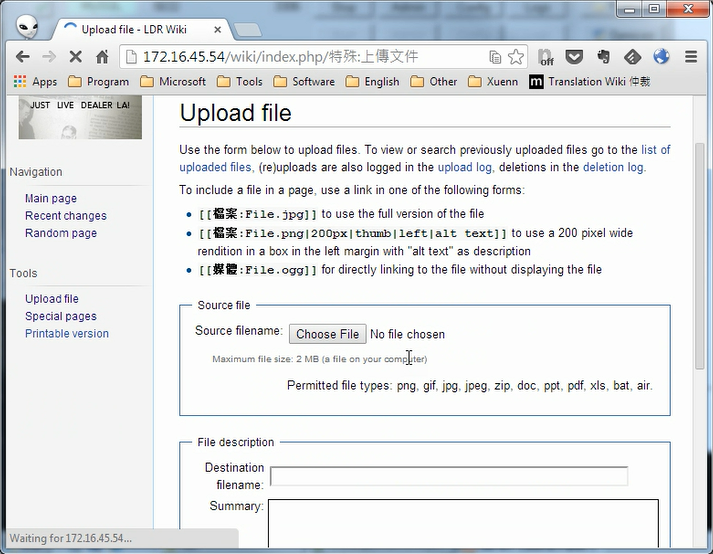 Upload file - LDR Wiki
172.16.45.54/wiki/index.php/特殊:上傳文件
off
Apps Program Microsoft Tools Software English Other Xuenn m Translation Wiki 仲裁
JUST LIVE DEALER LA!
Navigation
Main page
Recent changes
Random page
Tools
Upload file
Special pages
Printable version
Upload file
Use the form below to upload files. To view or search previously uploaded files go to the list of
uploaded files, (re)uploads are also logged in the upload log, deletions in the deletion log.
To include a file in a page, use a link in one of the following forms:
[[檔案:File.jpg]] to use the full version of the file
[[檔案:File.png|200px|thumb|left|alt text]] to use a 200 pixel wide
rendition in a box in the left margin with "alt text" as description
[[媒體:File.ogg]] for directly linking to the file without displaying the file
Source file
Source filename: Choose File No file chosen
Maximum file size: 2 MB (a file on your computer)
Permitted file types: png, gif, jpg, jpeg, zip, doc, ppt, pdf, xls, bat, air.
File description
Destination
filename:
Summary:
Waiting for 172.16.45.54...